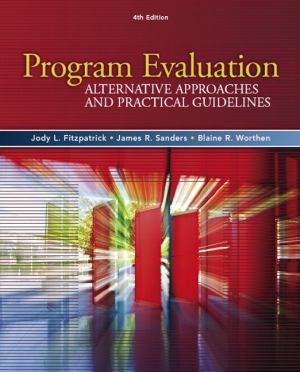 4th Edition
Program Evaluation
ALTERNATIVE APPROACHES
AND PRACTICAL GUIDELINES
Jody L. Fitzpatrick • James R. Sanders • Blaine R. Worthen